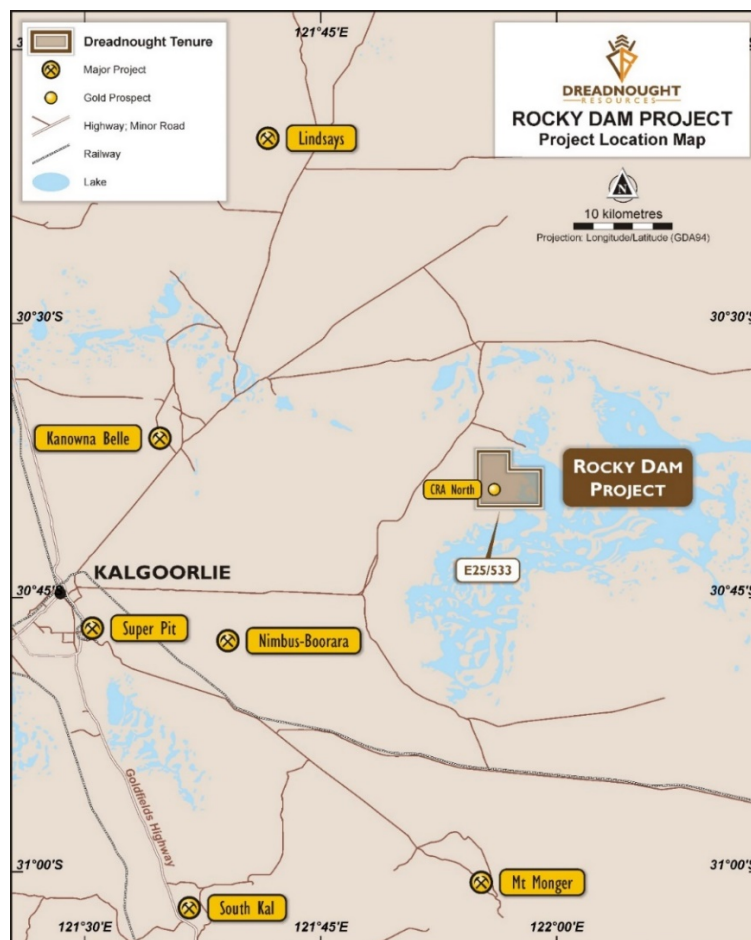 121°45'E
Dreadnought Tenure
Major Project
Gold Prospect
Highway; Minor Road
Railway
Lake
DREADNOUGHT
RESOURCES
ROCKY DAM PROJECT
Project Location Map
N
10 kilometres
Projection: Longitude/Latitude (GDA94)
Lindsays
30°30'S
30°30'S
Kanowna Belle
CRA North
ROCKY DAM
PROJECT
E25/533
KALGOORLIE
30°45'S
30°45'S
Super Pit
Nimbus-Boorara
Goldfields Highway
31°00'S
31°00'S
Mt Monger
South Kal
121°30'E
121°45'E
122°00'E